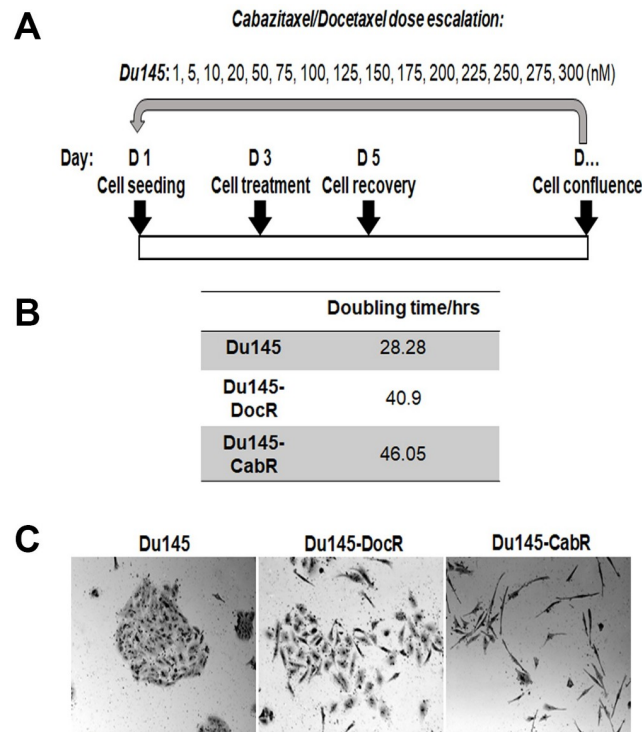 A
Cabazitaxel/Docetaxel dose escalation:
Du145: 1, 5, 10, 20, 50, 75, 100, 125, 150, 175, 200, 225, 250, 275, 300 (nM)
Day: D 1 D 3 D 5 D...
Cell seeding Cell treatment Cell recovery Cell confluence
B
Doubling time/hrs
Du145 28.28
Du145-
DocR 40.9
Du145-
CabR 46.05
C
Du145 Du145-DocR Du145-CabR